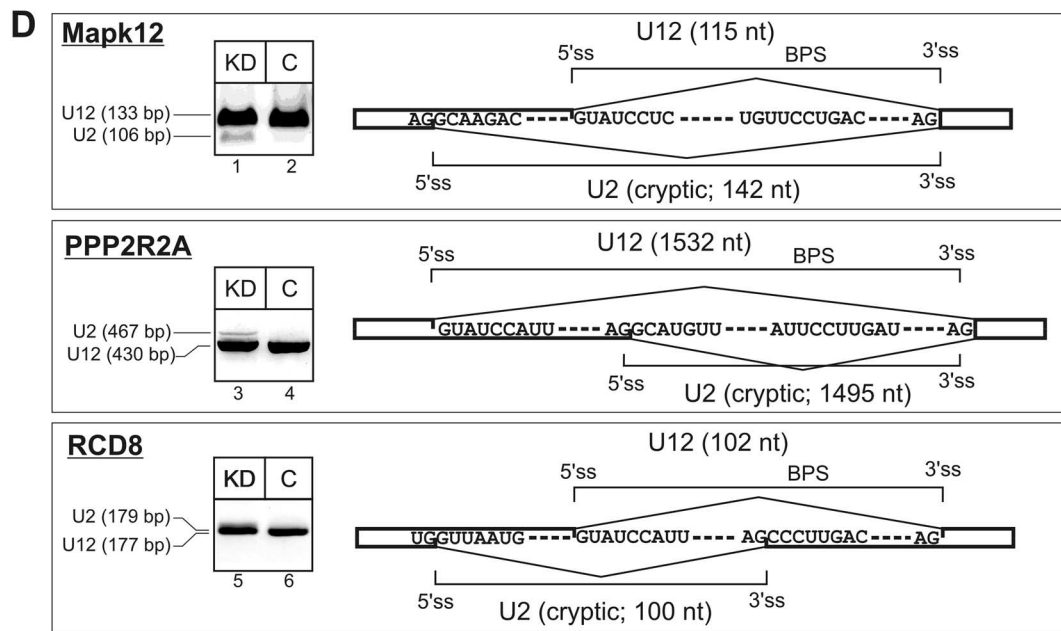 D
Mapk12
KD C
U12 (133 bp)
U2 (106 bp)
1 2
U12 (115 nt)
5'ss BPS 3'ss
AGGCAAGAC GUAUCCUC UGUUCCUGAC AG
5'ss 3'ss
U2 (cryptic; 142 nt)
PPP2R2A
KD C
U2 (467 bp)
U12 (430 bp)
3 4
U12 (1532 nt)
5'ss BPS 3'ss
GUAUCCAUU AGGCAUGUU AUUCCUUGAU AG
5'ss 3'ss
U2 (cryptic; 1495 nt)
RCD8
KD C
U2 (179 bp)
U12 (177 bp)
5 6
U12 (102 nt)
5'ss BPS 3'ss
UGGUUAAUG GUAUCCAUU AGCCCUUGAC AG
5'ss 3'ss
U2 (cryptic; 100 nt)